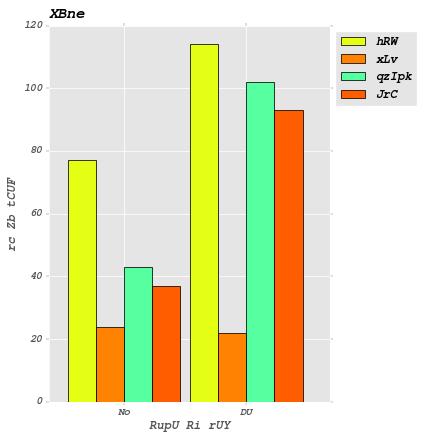 XBne
120
100
80
60
40
20
0
rc Zb tCUF
No
DU
RupU Ri rUY
hRW
xLv
qzIpk
JrC